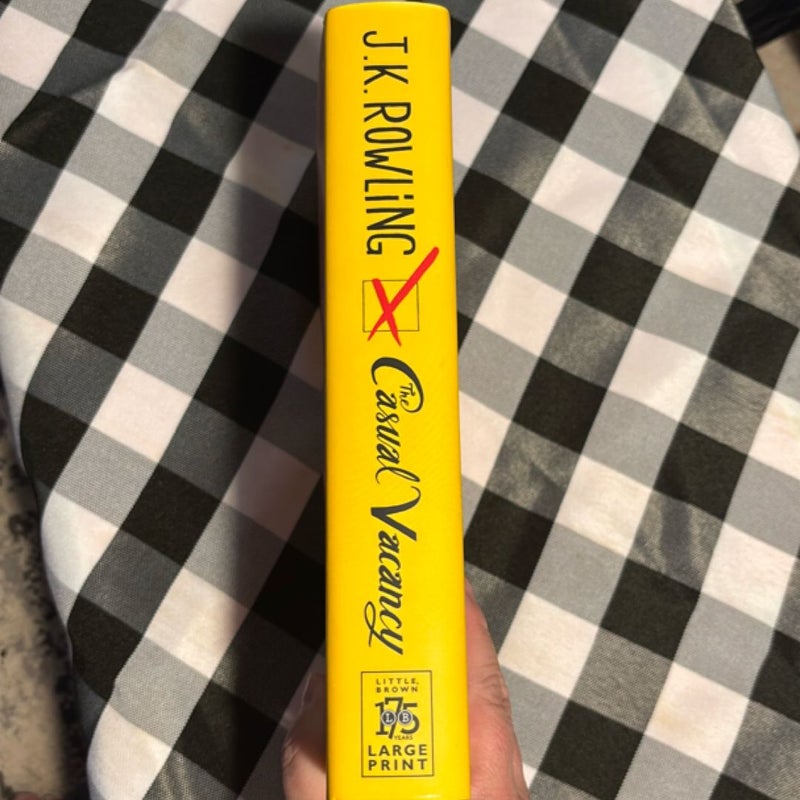 J.K. ROWLiNG
The
Casual Vacancy
LITTLE,
BROWN
175
LB
YEARS
LARGE
PRINT